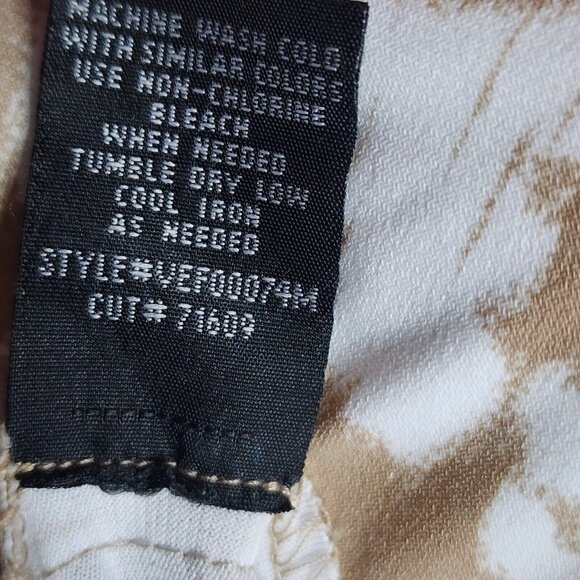 MACHINE WASH COLD
WITH SIMILAR COLORS
USE NON-CHLORINE
BLEACH
WHEN NEEDED
TUMBLE DRY LOW
COOL IRON
AS NEEDED
STYLE#VEF00074M
CUT# 71609